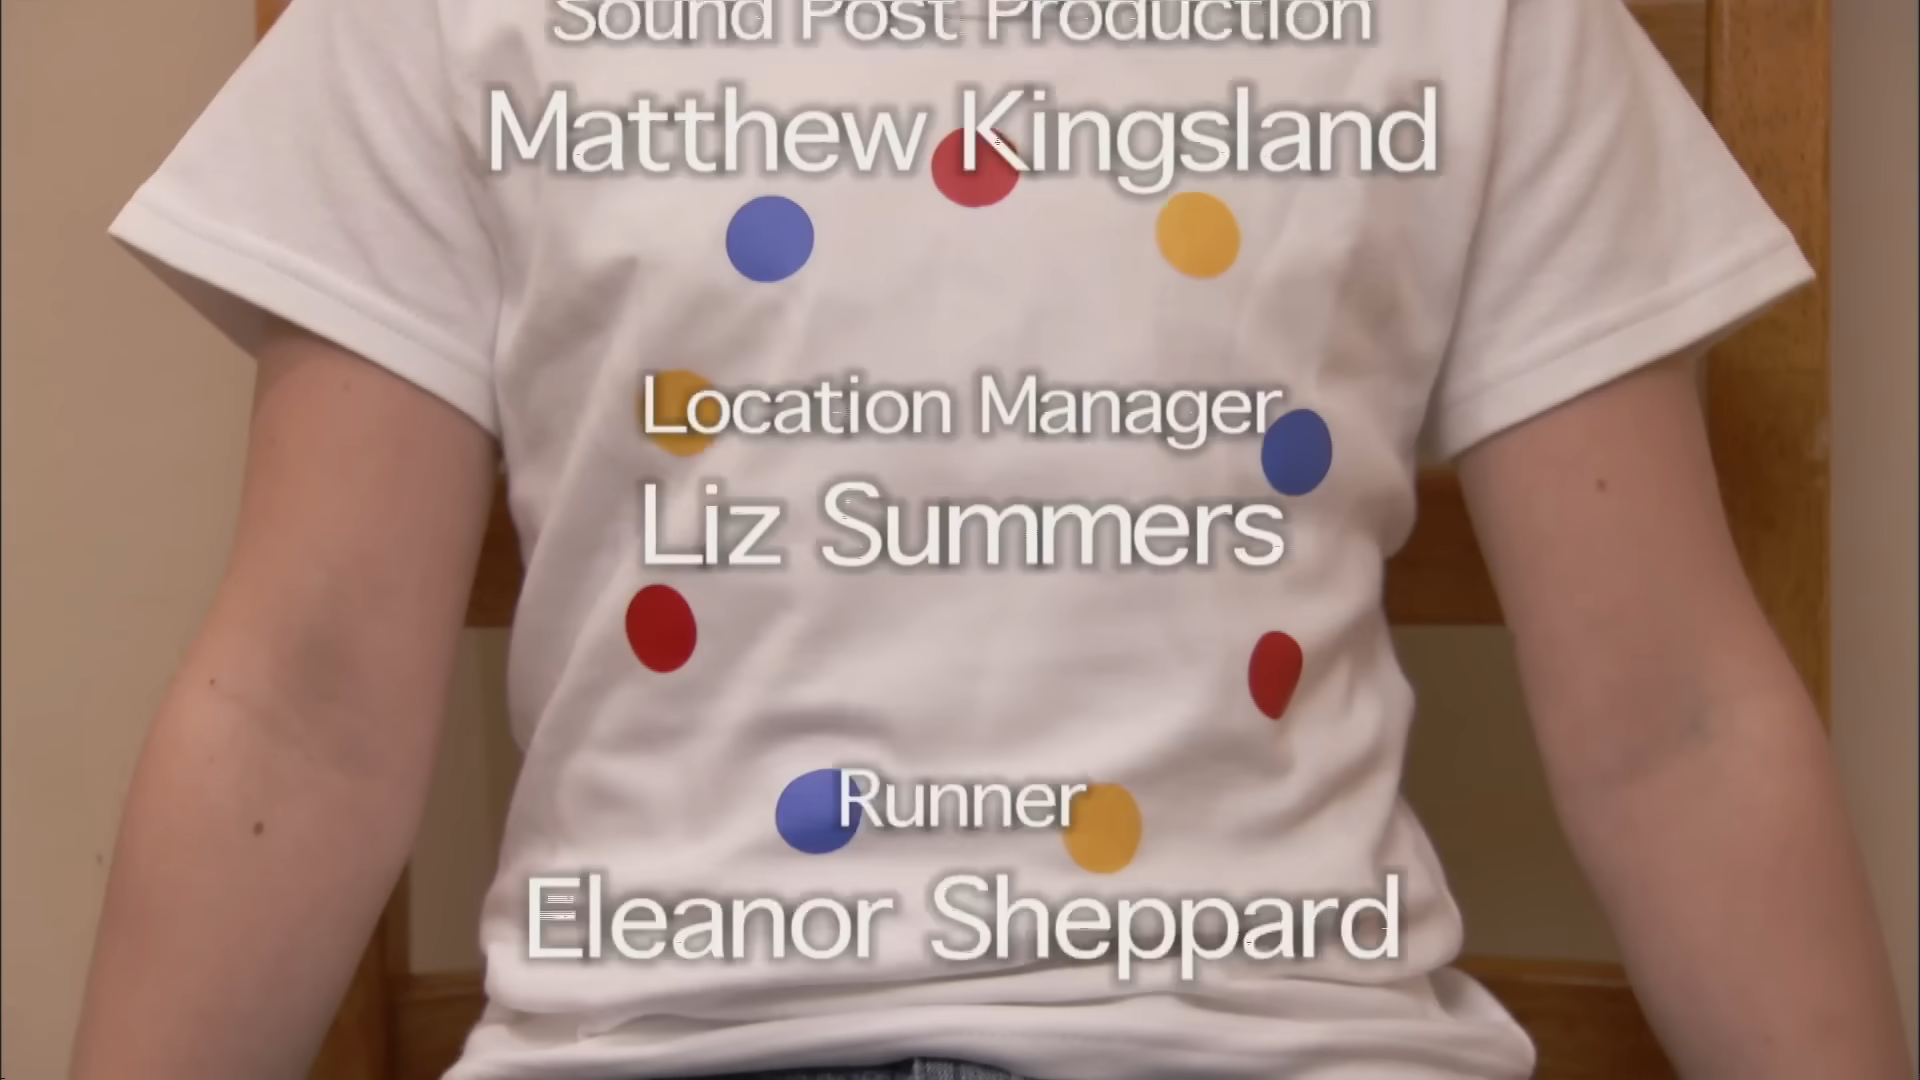 Sound Post Production
Matthew Kingsland
Location Manager
Liz Summers
Runner
Eleanor Sheppard